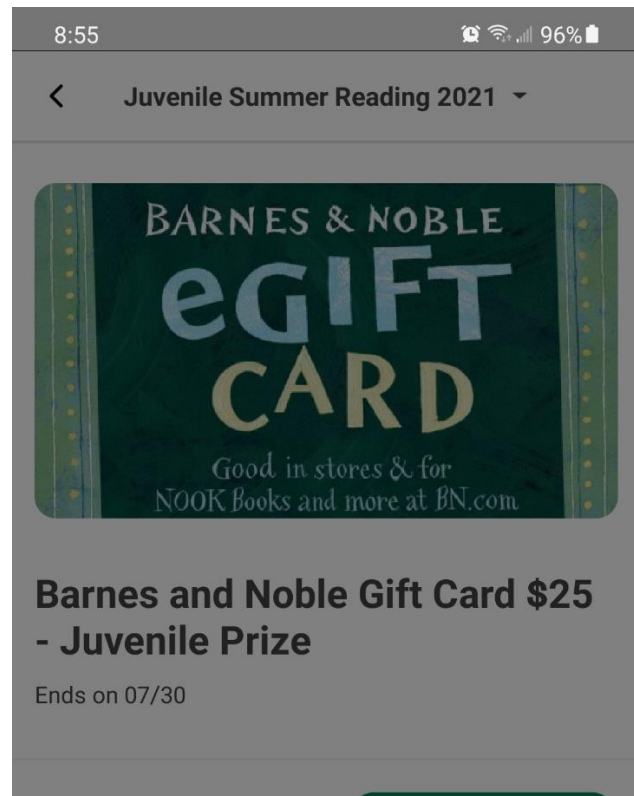 8:55 96%
Juvenile Summer Reading 2021
BARNES & NOBLE
eGIFT
CARD
Good in stores & for
NOOK Books and more at BN.com
Barnes and Noble Gift Card $25
- Juvenile Prize
Ends on 07/30